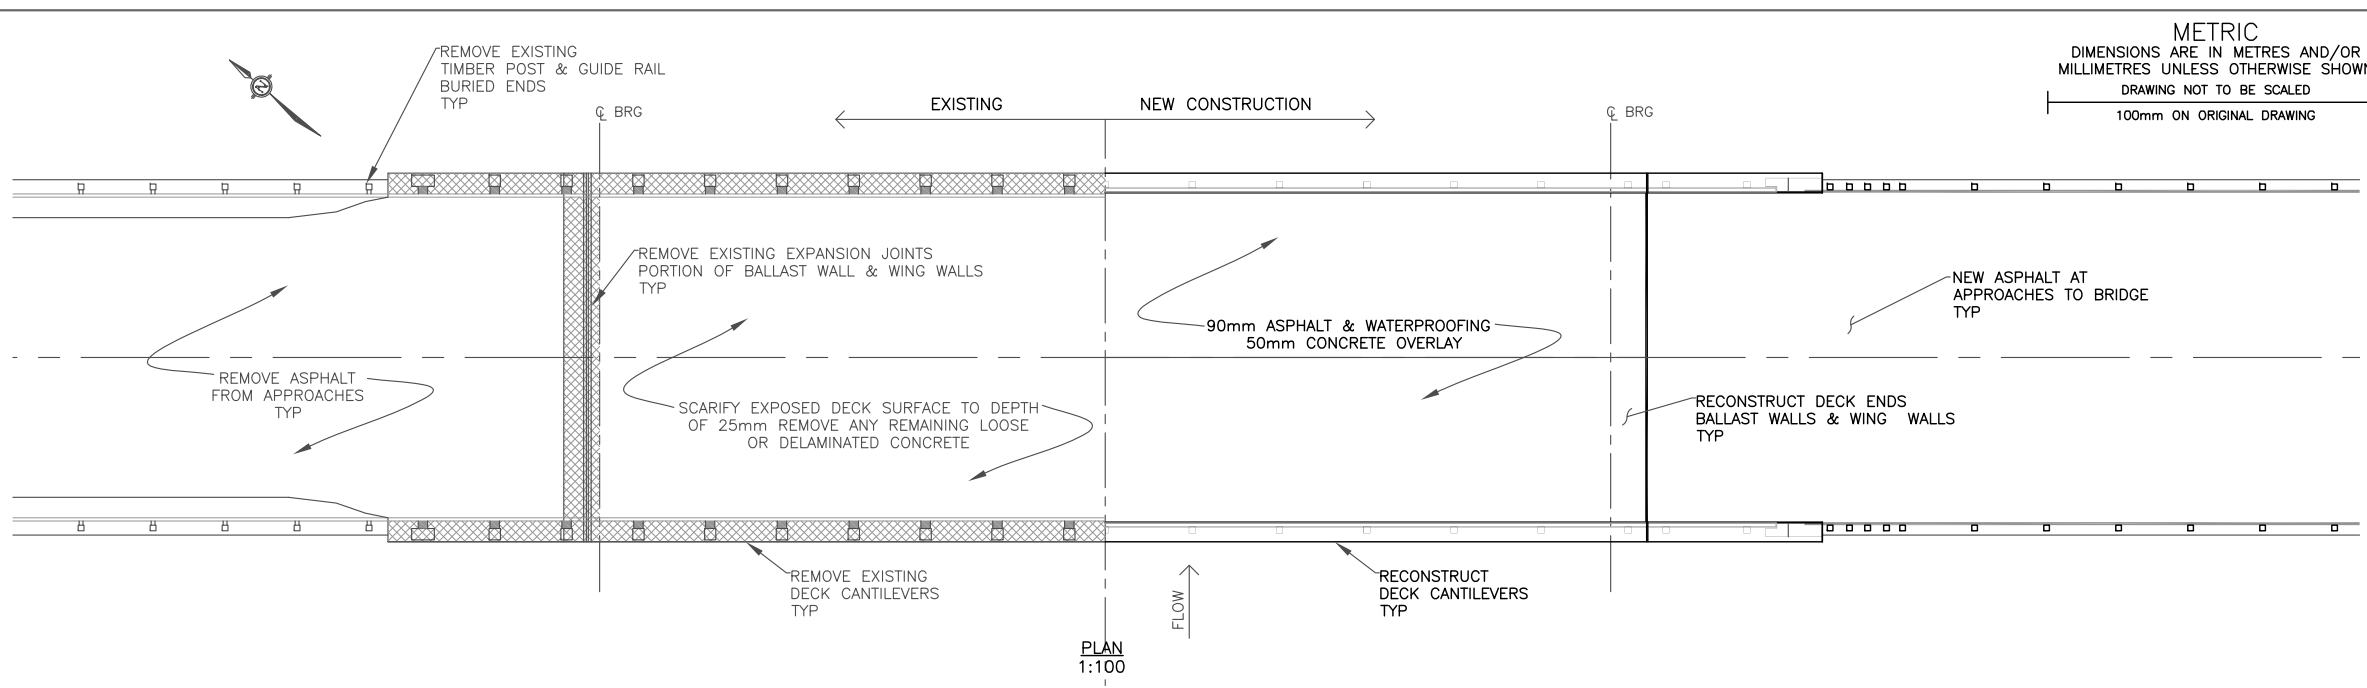 METRIC
DIMENSIONS ARE IN METRES AND/OR
MILLIMETRES UNLESS OTHERWISE SHOWN
DRAWING NOT TO BE SCALED
100mm ON ORIGINAL DRAWING
REMOVE EXISTING
TIMBER POST & GUIDE RAIL
BURIED ENDS
TYP
N
℄ BRG
EXISTING
NEW CONSTRUCTION
℄ BRG
REMOVE EXISTING EXPANSION JOINTS
PORTION OF BALLAST WALL & WING WALLS
TYP
NEW ASPHALT AT
APPROACHES TO BRIDGE
TYP
90mm ASPHALT & WATERPROOFING
50mm CONCRETE OVERLAY
REMOVE ASPHALT
FROM APPROACHES
TYP
SCARIFY EXPOSED DECK SURFACE TO DEPTH
OF 25mm REMOVE ANY REMAINING LOOSE
OR DELAMINATED CONCRETE
RECONSTRUCT DECK ENDS
BALLAST WALLS & WING WALLS
TYP
REMOVE EXISTING
DECK CANTILEVERS
TYP
FLOW
RECONSTRUCT
DECK CANTILEVERS
TYP
PLAN
1:100